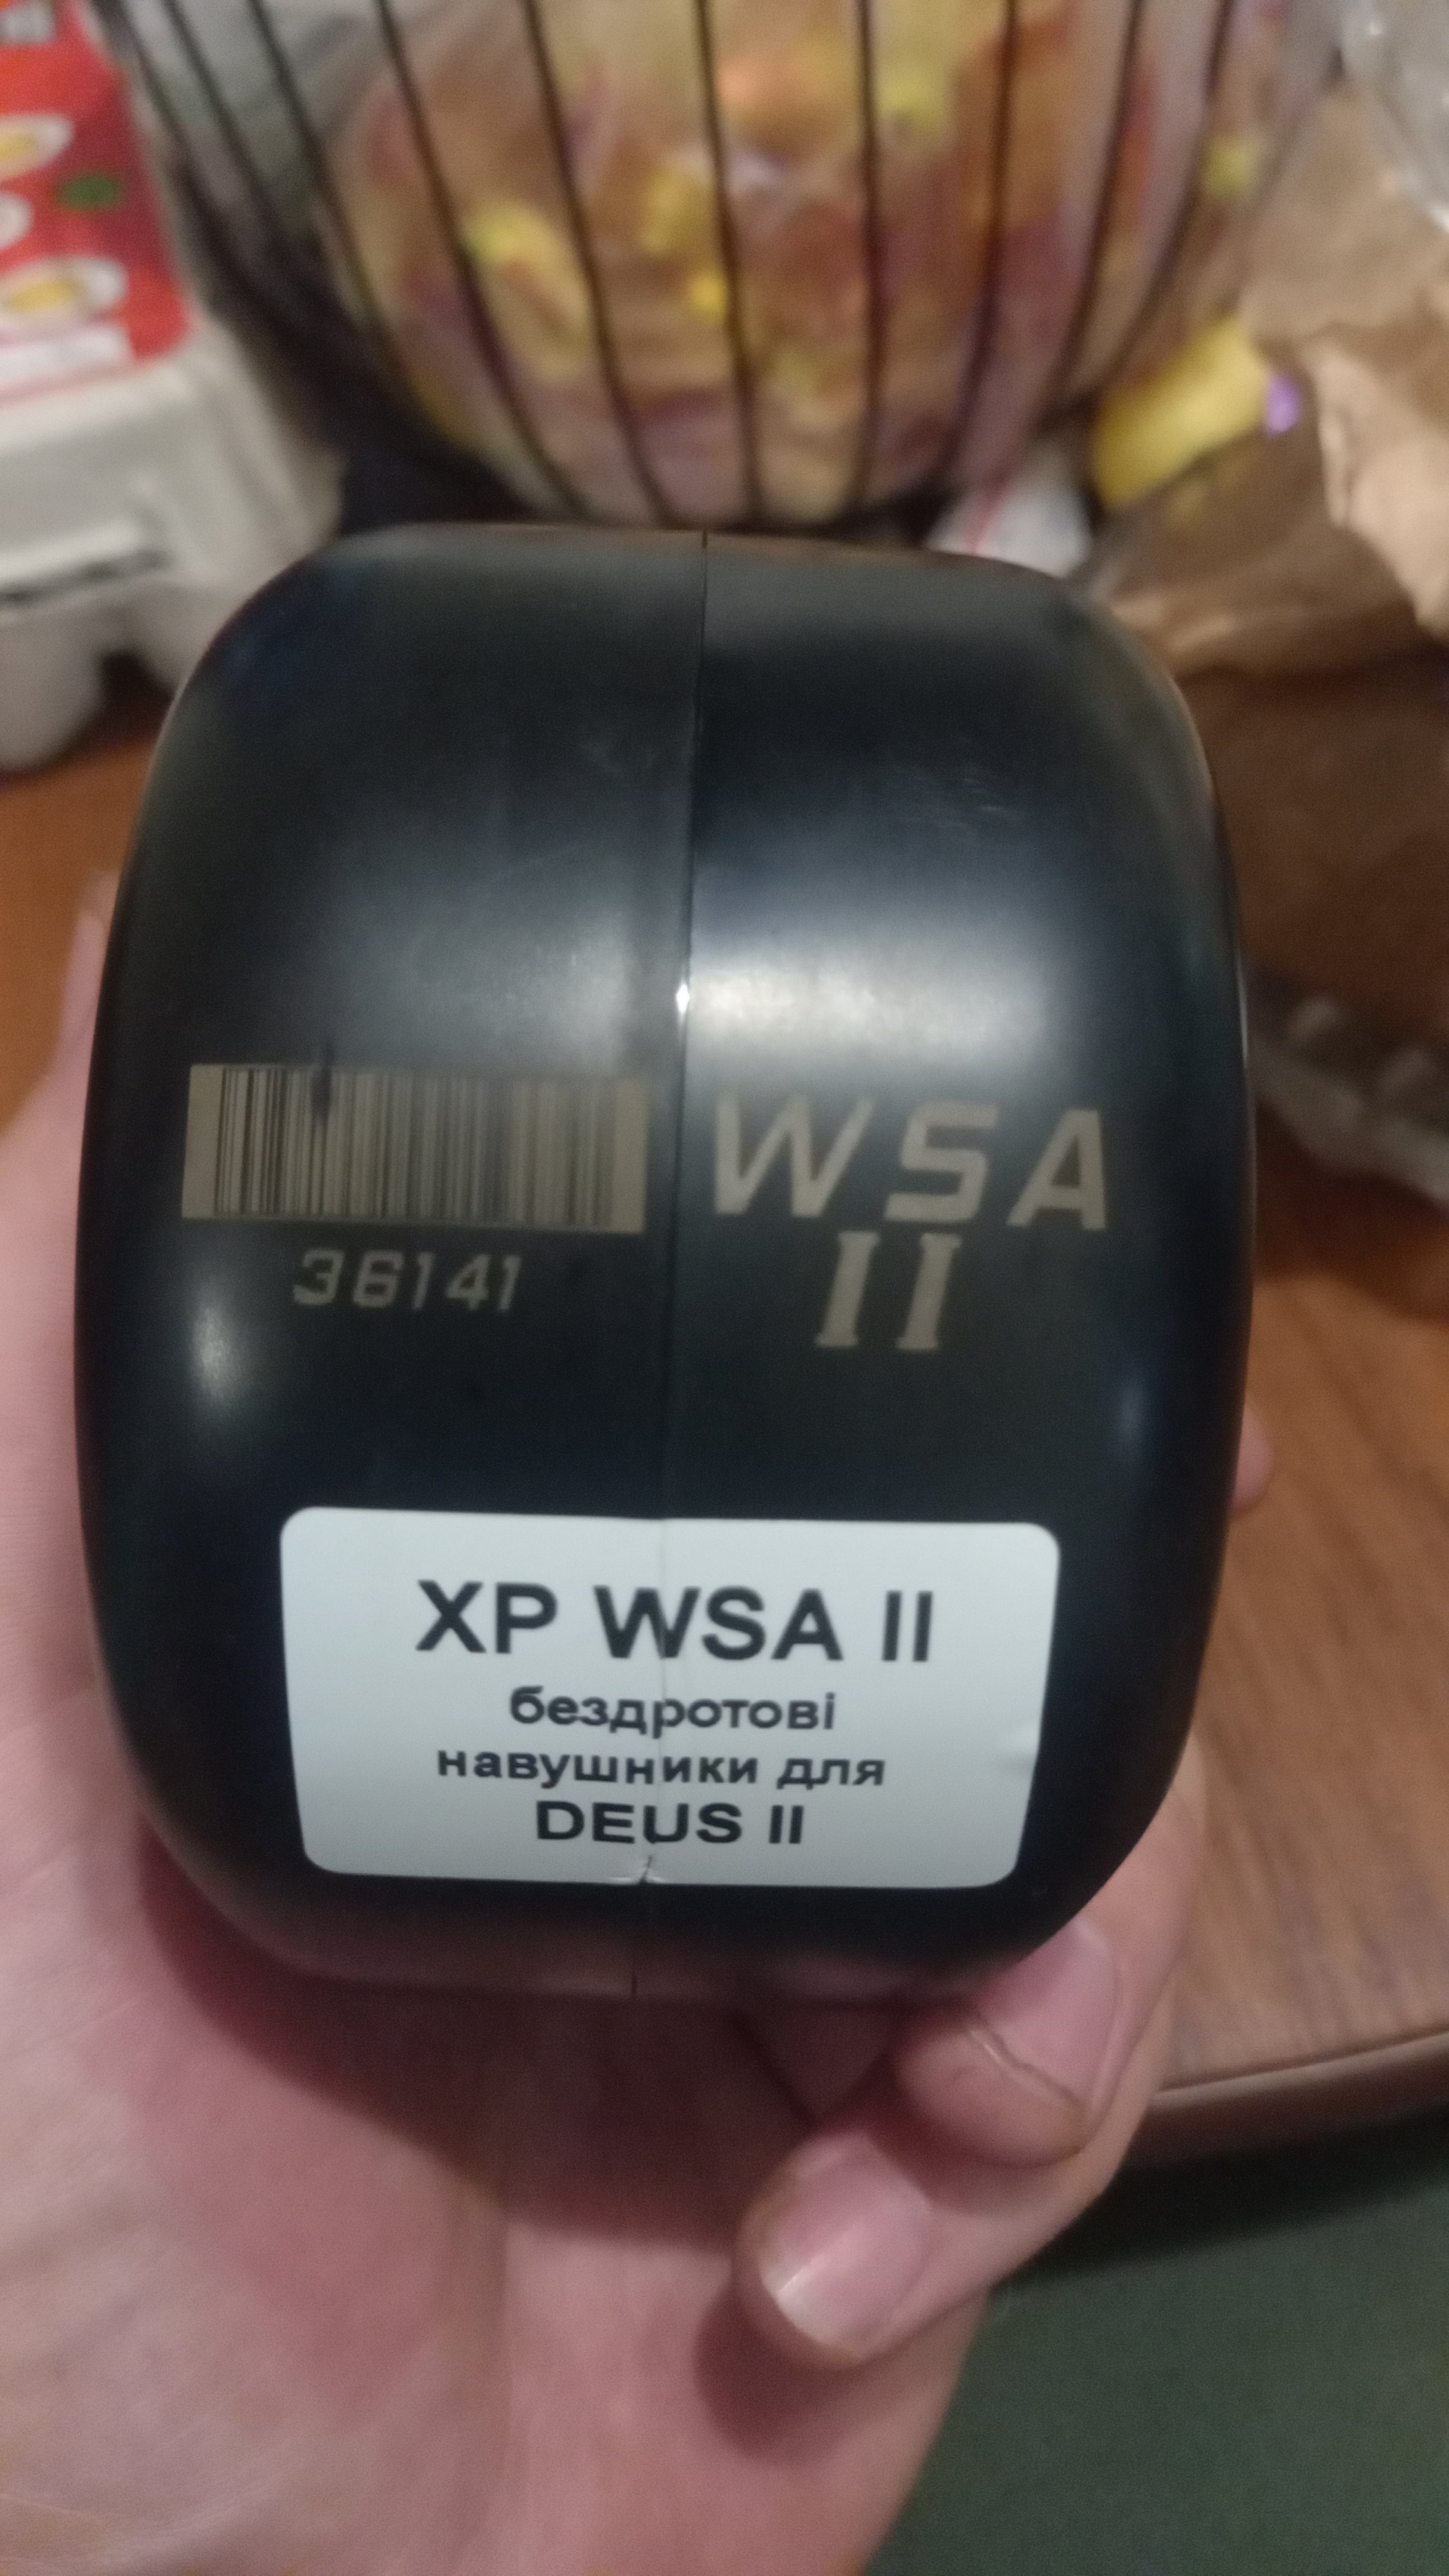 WSA
II
36141
XP WSA II
бездротові
навушники для
DEUS II